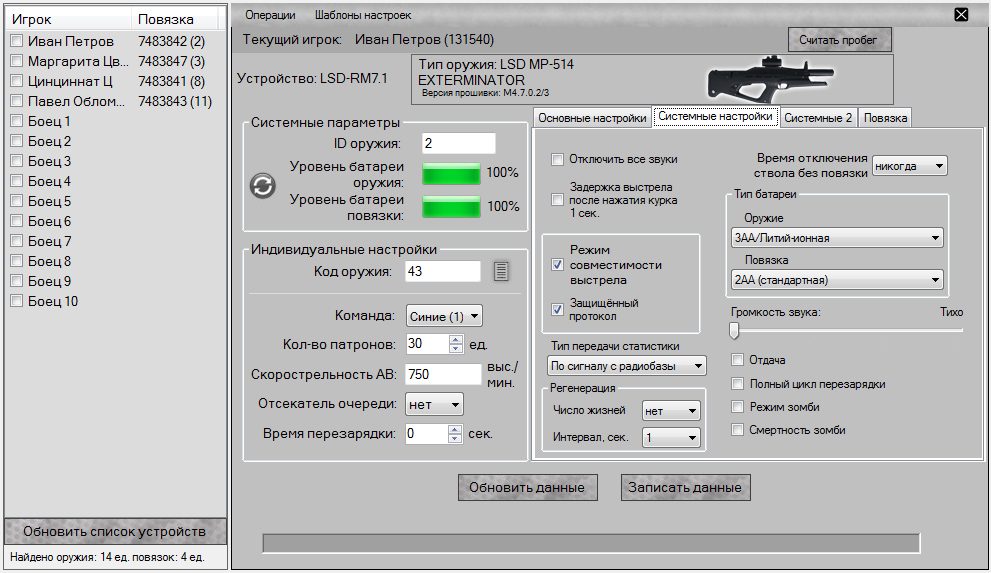 Игрок Повязка
Иван Петров 7483842 (2)
Маргарита Цв... 7483847 (3)
Цинциннат Ц 7483841 (8)
Павел Облом... 7483843 (11)
Боец 1
Боец 2
Боец 3
Боец 4
Боец 5
Боец 6
Боец 7
Боец 8
Боец 9
Боец 10
Обновить список устройств
Найдено оружия: 14 ед. повязок: 4 ед.
Операции Шаблоны настроек
Текущий игрок: Иван Петров (131540)
Считать пробег
Устройство: LSD-RM7.1
Тип оружия: LSD MP-514
EXTERMINATOR
Версия прошивки: M4.7.0.2/3
Системные параметры
ID оружия: 2
Уровень батареи
оружия: 100%
Уровень батареи
повязки: 100%
Индивидуальные настройки
Код оружия: 43
Команда: Синие (1)
Кол-во патронов: 30 ед.
Скорострельность АВ: 750 выс./
мин.
Отсекатель очереди: нет
Время перезарядки: 0 сек.
Основные настройки Системные настройки Системные 2 Повязка
Отключить все звуки
Задержка выстрела
после нажатия курка
1 сек.
Режим
совместимости
выстрела
Защищённый
протокол
Тип передачи статистики
По сигналу с радиобазы
Регенерация
Число жизней нет
Интервал, сек. 1
Время отключения
ствола без повязки никогда
Тип батареи
Оружие
3АА/Литий-ионная
Повязка
2АА (стандартная)
Громкость звука: Тихо
Отдача
Полный цикл перезарядки
Режим зомби
Смертность зомби
Обновить данные Записать данные